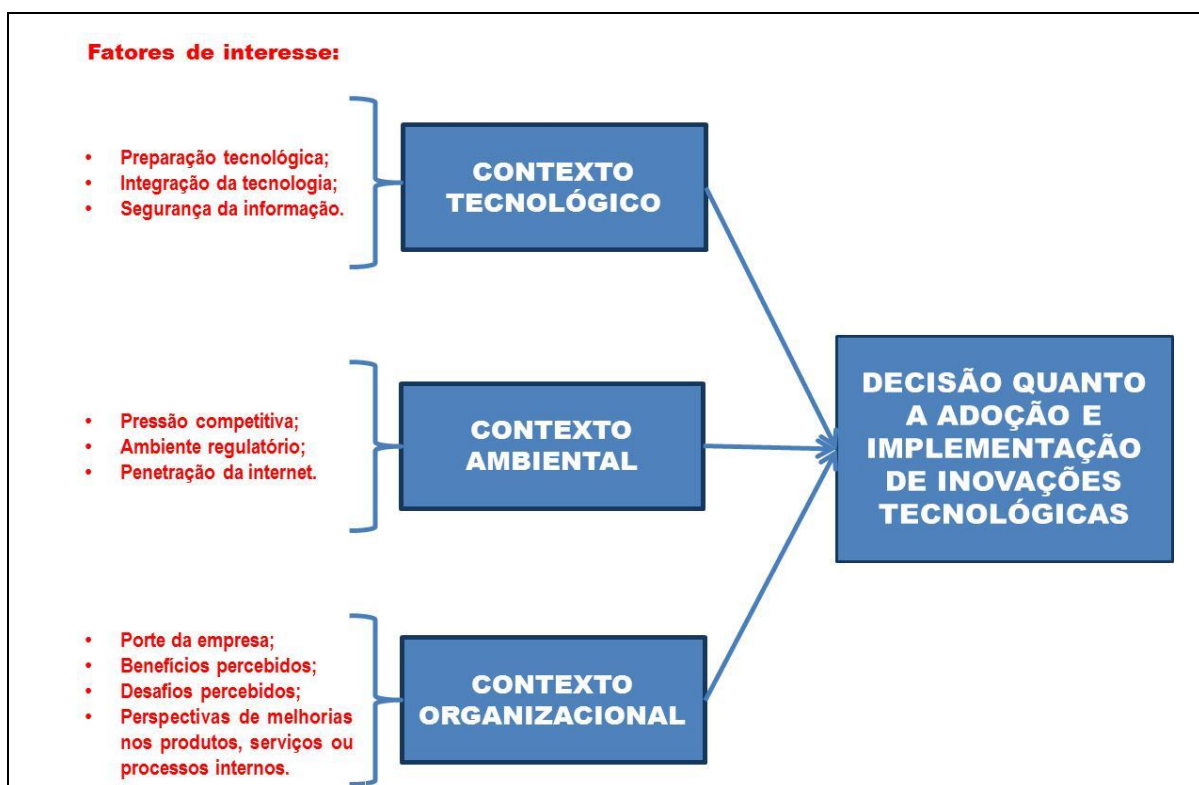 Fatores de interesse:
• Preparação tecnológica;
• Integração da tecnologia;
• Segurança da informação.
CONTEXTO
TECNOLÓGICO
• Pressão competitiva;
• Ambiente regulatório;
• Penetração da internet.
CONTEXTO
AMBIENTAL
• Porte da empresa;
• Benefícios percebidos;
• Desafios percebidos;
• Perspectivas de melhorias
nos produtos, serviços ou
processos internos.
CONTEXTO
ORGANIZACIONAL
DECISÃO QUANTO
A ADOÇÃO E
IMPLEMENTAÇÃO
DE INOVAÇÕES
TECNOLÓGICAS